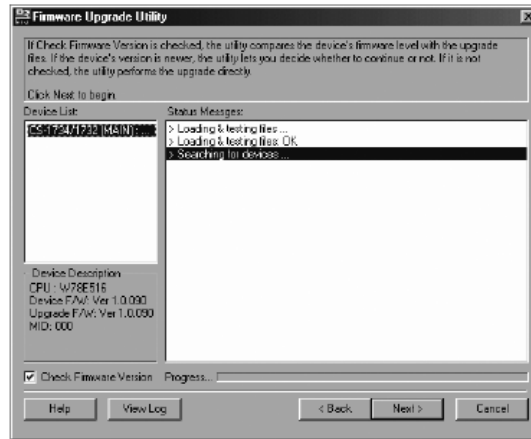 Firmware Upgrade Utility
If Check Firmware Version is checked, the utility compares the device's firmware level with the upgrade
files. If the device's version is newer, the utility lets you decide whether to continue or not. If it is not
checked, the utility performs the upgrade directly.
Click Next to begin.
Device List:
Status Messges:
CS-1734/1732 (MAIN): ...
> Loading & testing files ...
> Loading & testing files: OK
> Searching for devices ...
Device Description
CPU : W78E516
Device F/W: Ver 1.0.090
Upgrade F/W: Ver 1.0.090
MID: 000
Check Firmware Version
Progress...
Help
View Log
< Back
Next >
Cancel